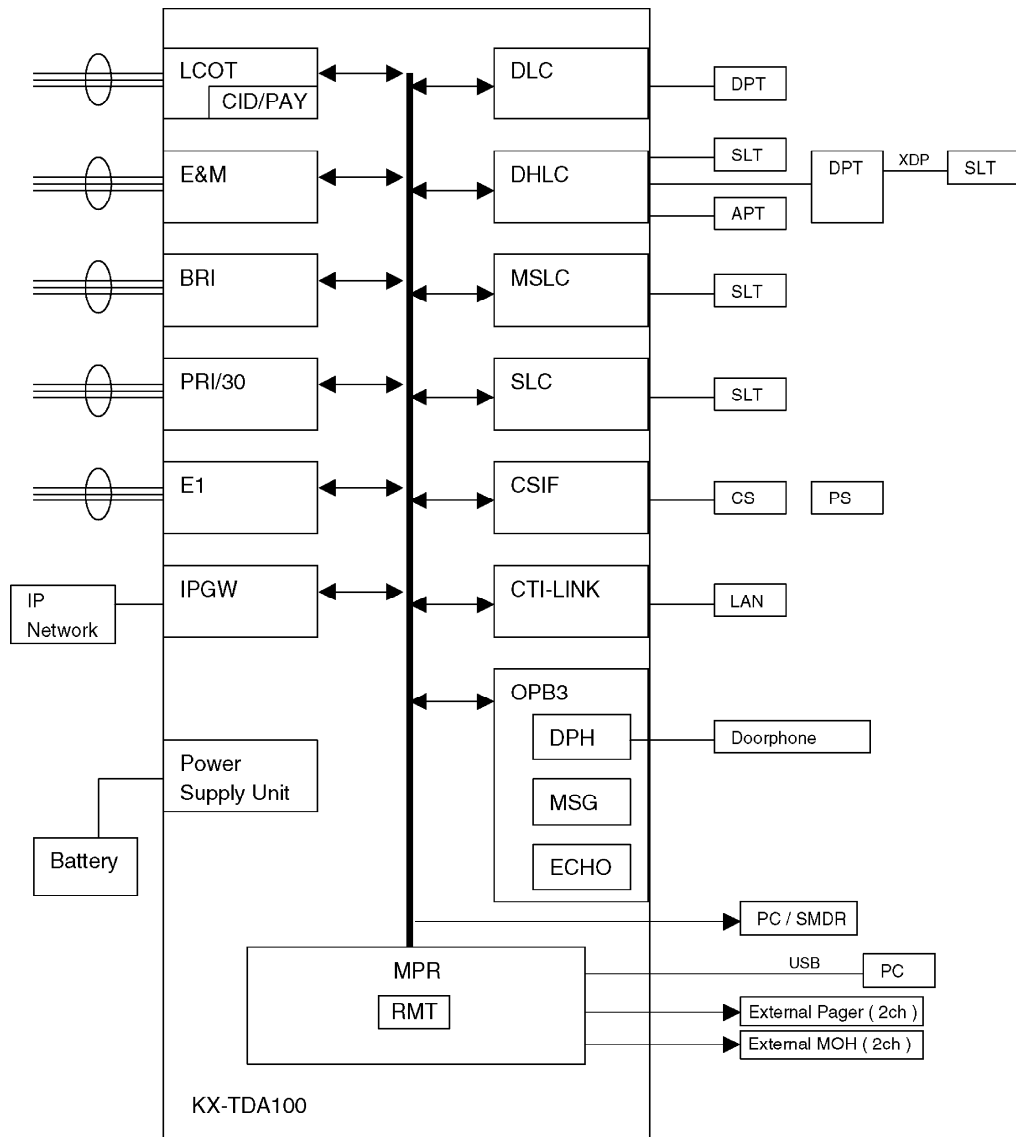 LCOT
CID/PAY
DLC
DPT
E&M
DHLC
SLT
DPT
XDP
SLT
APT
BRI
MSLC
SLT
PRI/30
SLC
SLT
E1
CSIF
CS
PS
IP
Network
IPGW
CTI-LINK
LAN
OPB3
DPH
Doorphone
MSG
ECHO
Power
Supply Unit
Battery
PC / SMDR
MPR
RMT
USB
PC
External Pager ( 2ch )
External MOH ( 2ch )
KX-TDA100